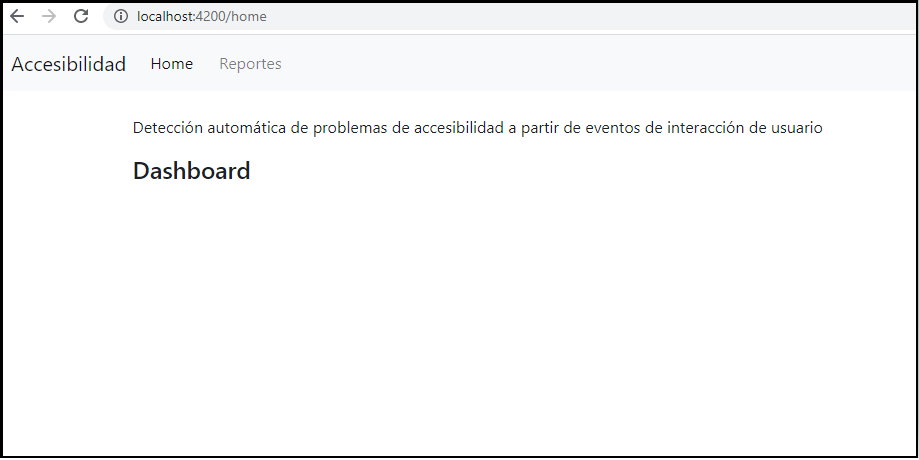 localhost:4200/home
Accesibilidad Home Reportes
Detección automática de problemas de accesibilidad a partir de eventos de interacción de usuario
Dashboard